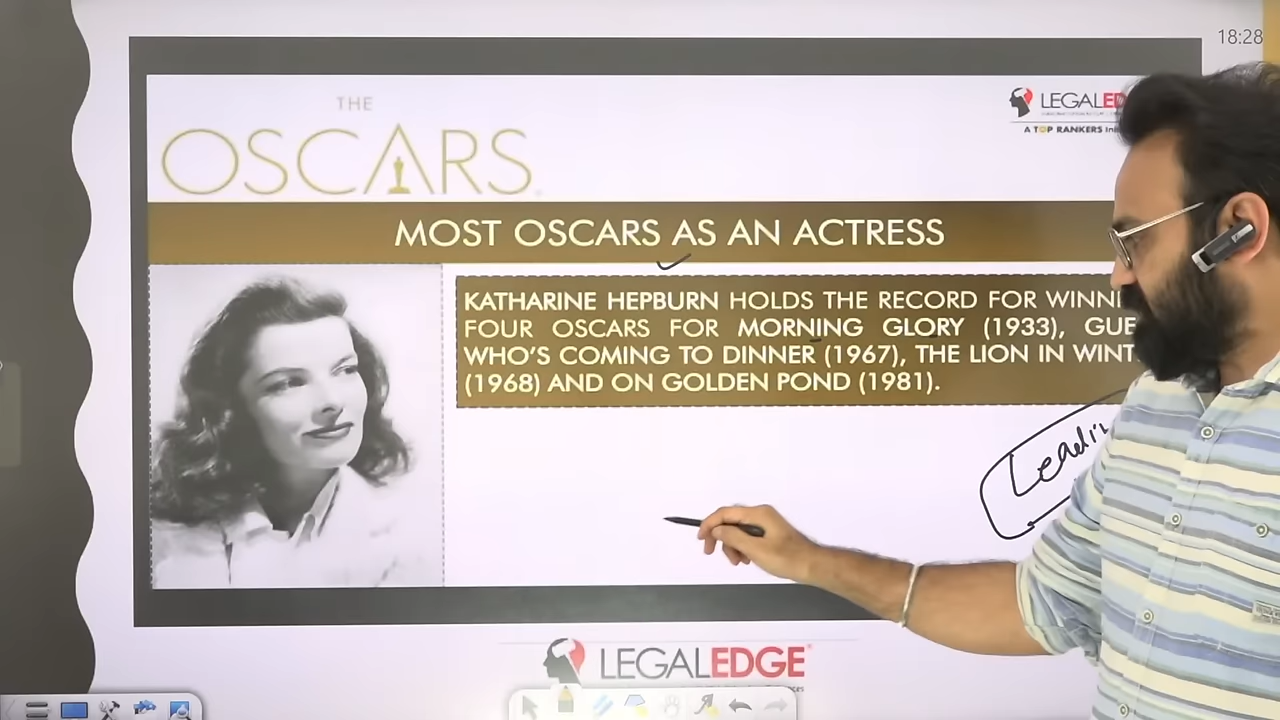 18:28
THE
OSCARS
LEGALED
A TOP RANKERS
MOST OSCARS AS AN ACTRESS
KATHARINE HEPBURN HOLDS THE RECORD FOR WINNI
FOUR OSCARS FOR MORNING GLORY (1933), GUE
WHO'S COMING TO DINNER (1967), THE LION IN WINT
(1968) AND ON GOLDEN POND (1981).
Leadi
LEGALEDGE